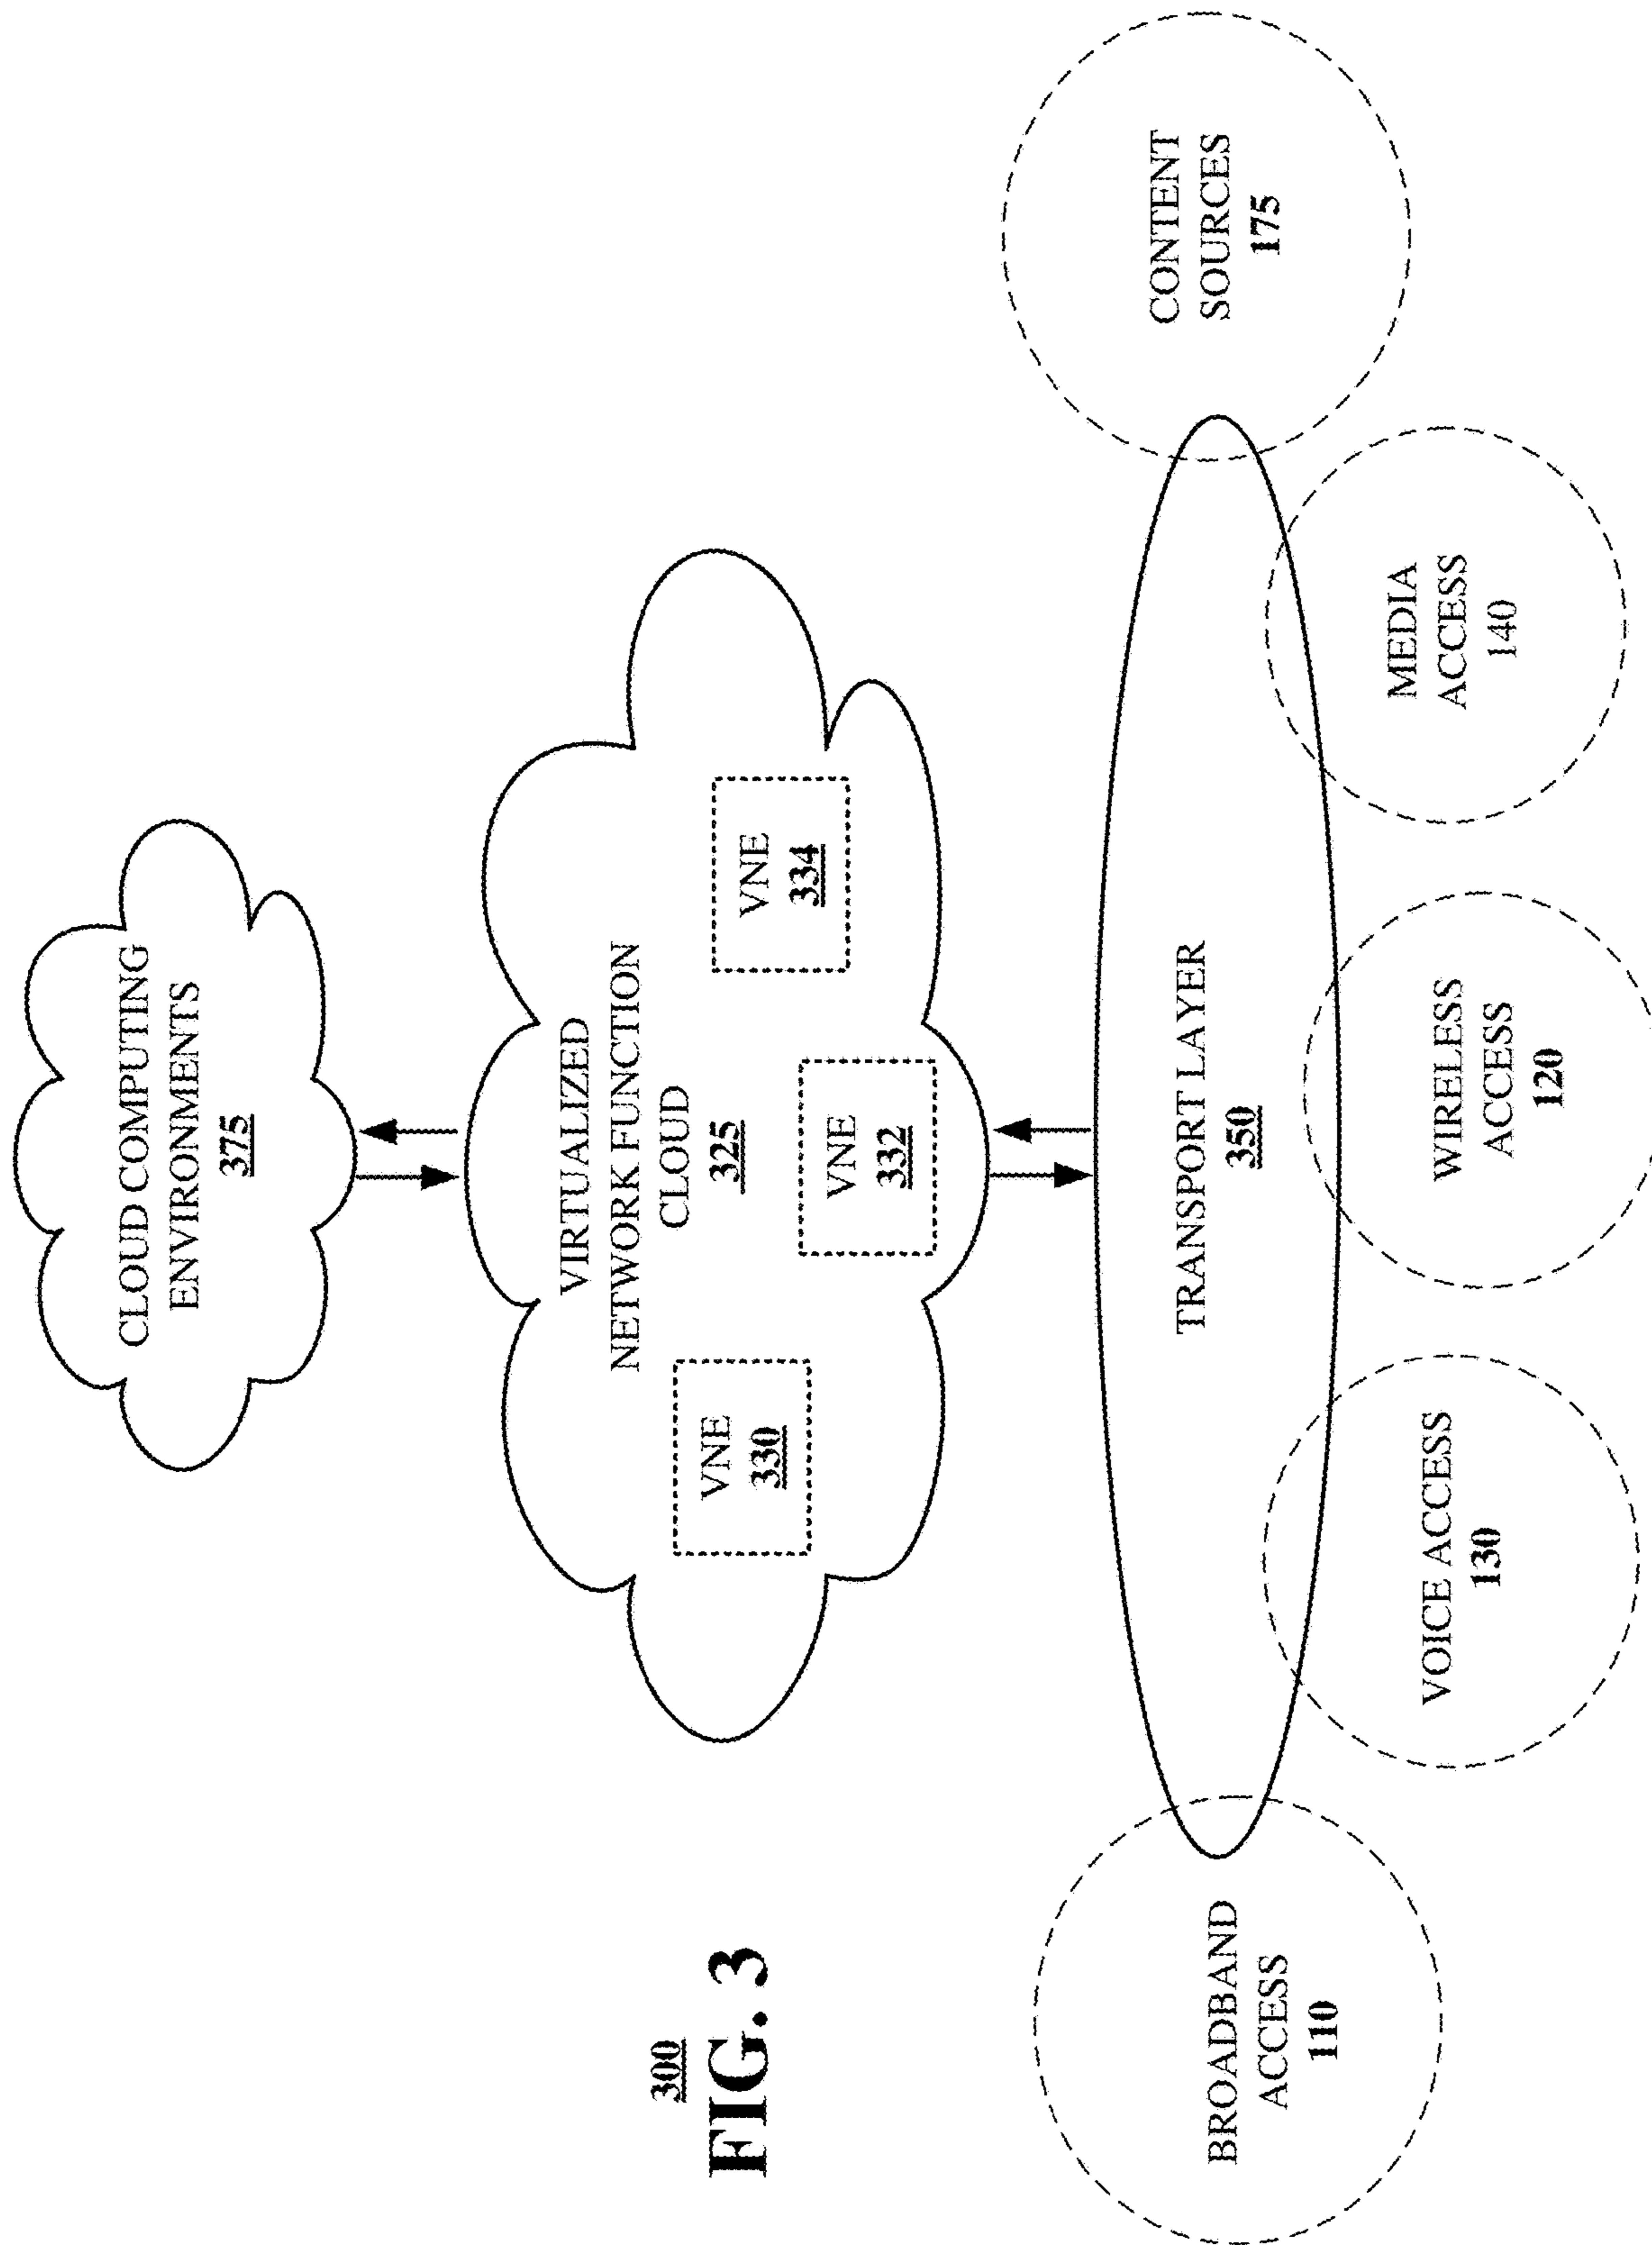 CLOUD COMPUTING
ENVIRONMENTS
375
VIRTUALIZED
NETWORK FUNCTION
CLOUD
325
VNE
330
VNE
332
VNE
334
300
FIG. 3
TRANSPORT LAYER
350
BROADBAND
ACCESS
110
VOICE ACCESS
130
WIRELESS
ACCESS
120
MEDIA
ACCESS
140
CONTENT
SOURCES
175